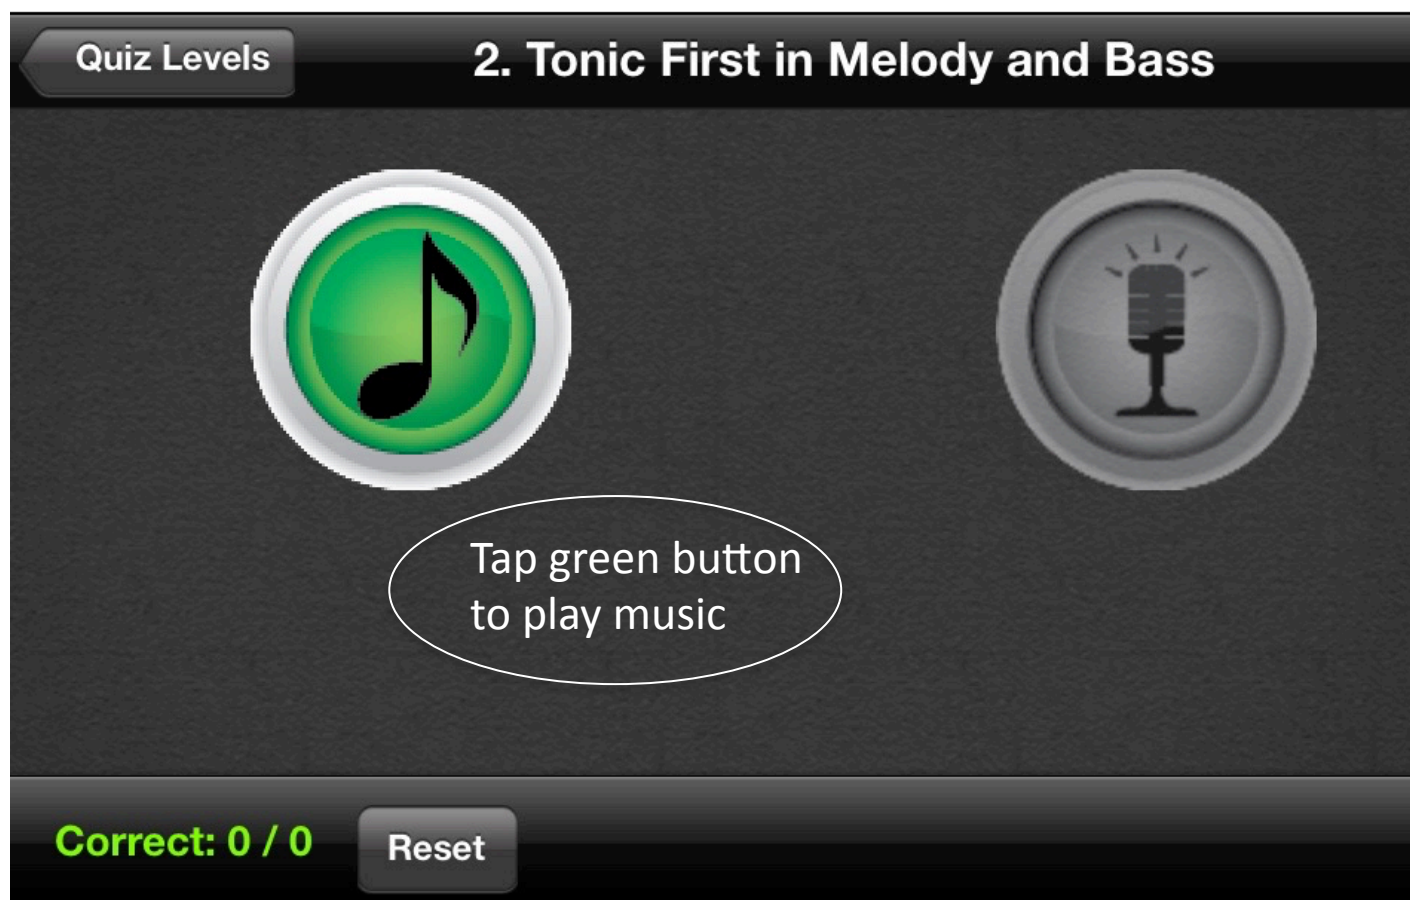 Quiz Levels
2. Tonic First in Melody and Bass
Tap green button
to play music
Correct: 0 / 0
Reset